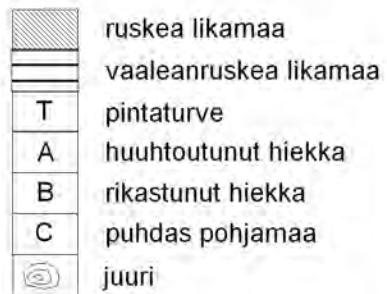 ruskea likamaa
vaaleanruskea likamaa
T pintaturve
A huuhtoutunut hiekka
B rikastunut hiekka
C puhdas pohjamaa
juuri